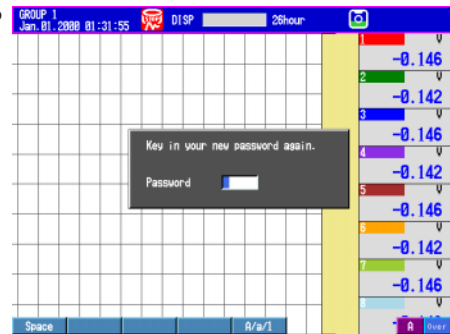 GROUP 1
Jan.01.2000 01:31:55
DISP
26hour
1 V
-0.146
2 V
-0.142
3 V
-0.146
4 V
-0.142
5 V
-0.146
6 V
-0.142
7 V
-0.146
8 V
Key in your new password again.
Password
Space
A/a/1
A
Over